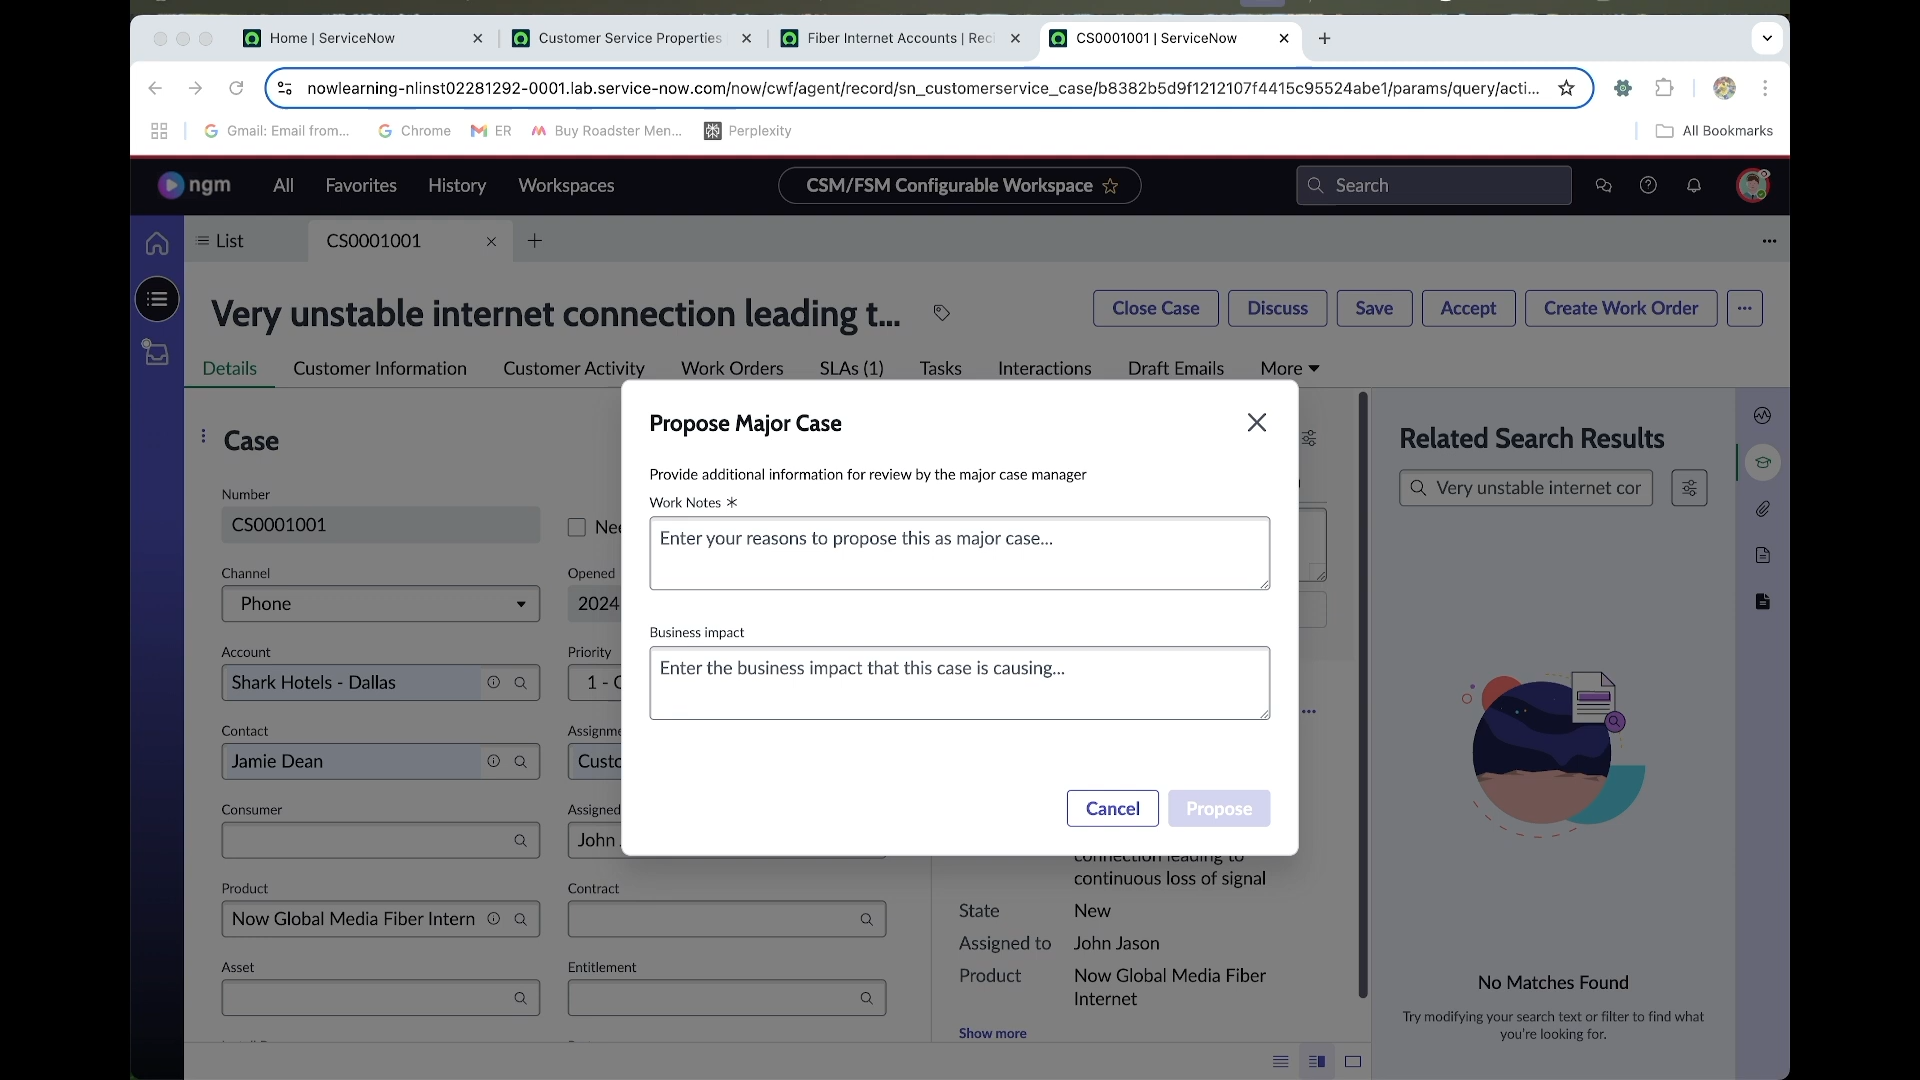 Home | ServiceNow
Customer Service Properties
Fiber Internet Accounts | Rec
CS0001001 | ServiceNow
nowlearning-nlinst02281292-0001.lab.service-now.com/now/cwf/agent/record/sn_customerservice_case/b8382b5d9f1212107f4415c95524abe1/params/query/acti...
Gmail: Email from...
Chrome
ER
Buy Roadster Men...
Perplexity
All Bookmarks
ngm
All
Favorites
History
Workspaces
CSM/FSM Configurable Workspace
Search
List
CS0001001
Very unstable internet connection leading t...
Close Case
Discuss
Save
Accept
Create Work Order
Details
Customer Information
Customer Activity
Work Orders
SLAs (1)
Tasks
Interactions
Draft Emails
More
Case
Number
CS0001001
Channel
Phone
Opened
2024
Account
Shark Hotels - Dallas
Priority
1 - C
Contact
Jamie Dean
Assignme
Custo
Consumer
Assigned
John
Product
Now Global Media Fiber Intern
Contract
Asset
Entitlement
Propose Major Case
Provide additional information for review by the major case manager
Work Notes *
Enter your reasons to propose this as major case...
Business impact
Enter the business impact that this case is causing...
Cancel
Propose
connection leading to
continuous loss of signal
State
New
Assigned to
John Jason
Product
Now Global Media Fiber
Internet
Show more
Related Search Results
Very unstable internet cor
No Matches Found
Try modifying your search text or filter to find what
you're looking for.